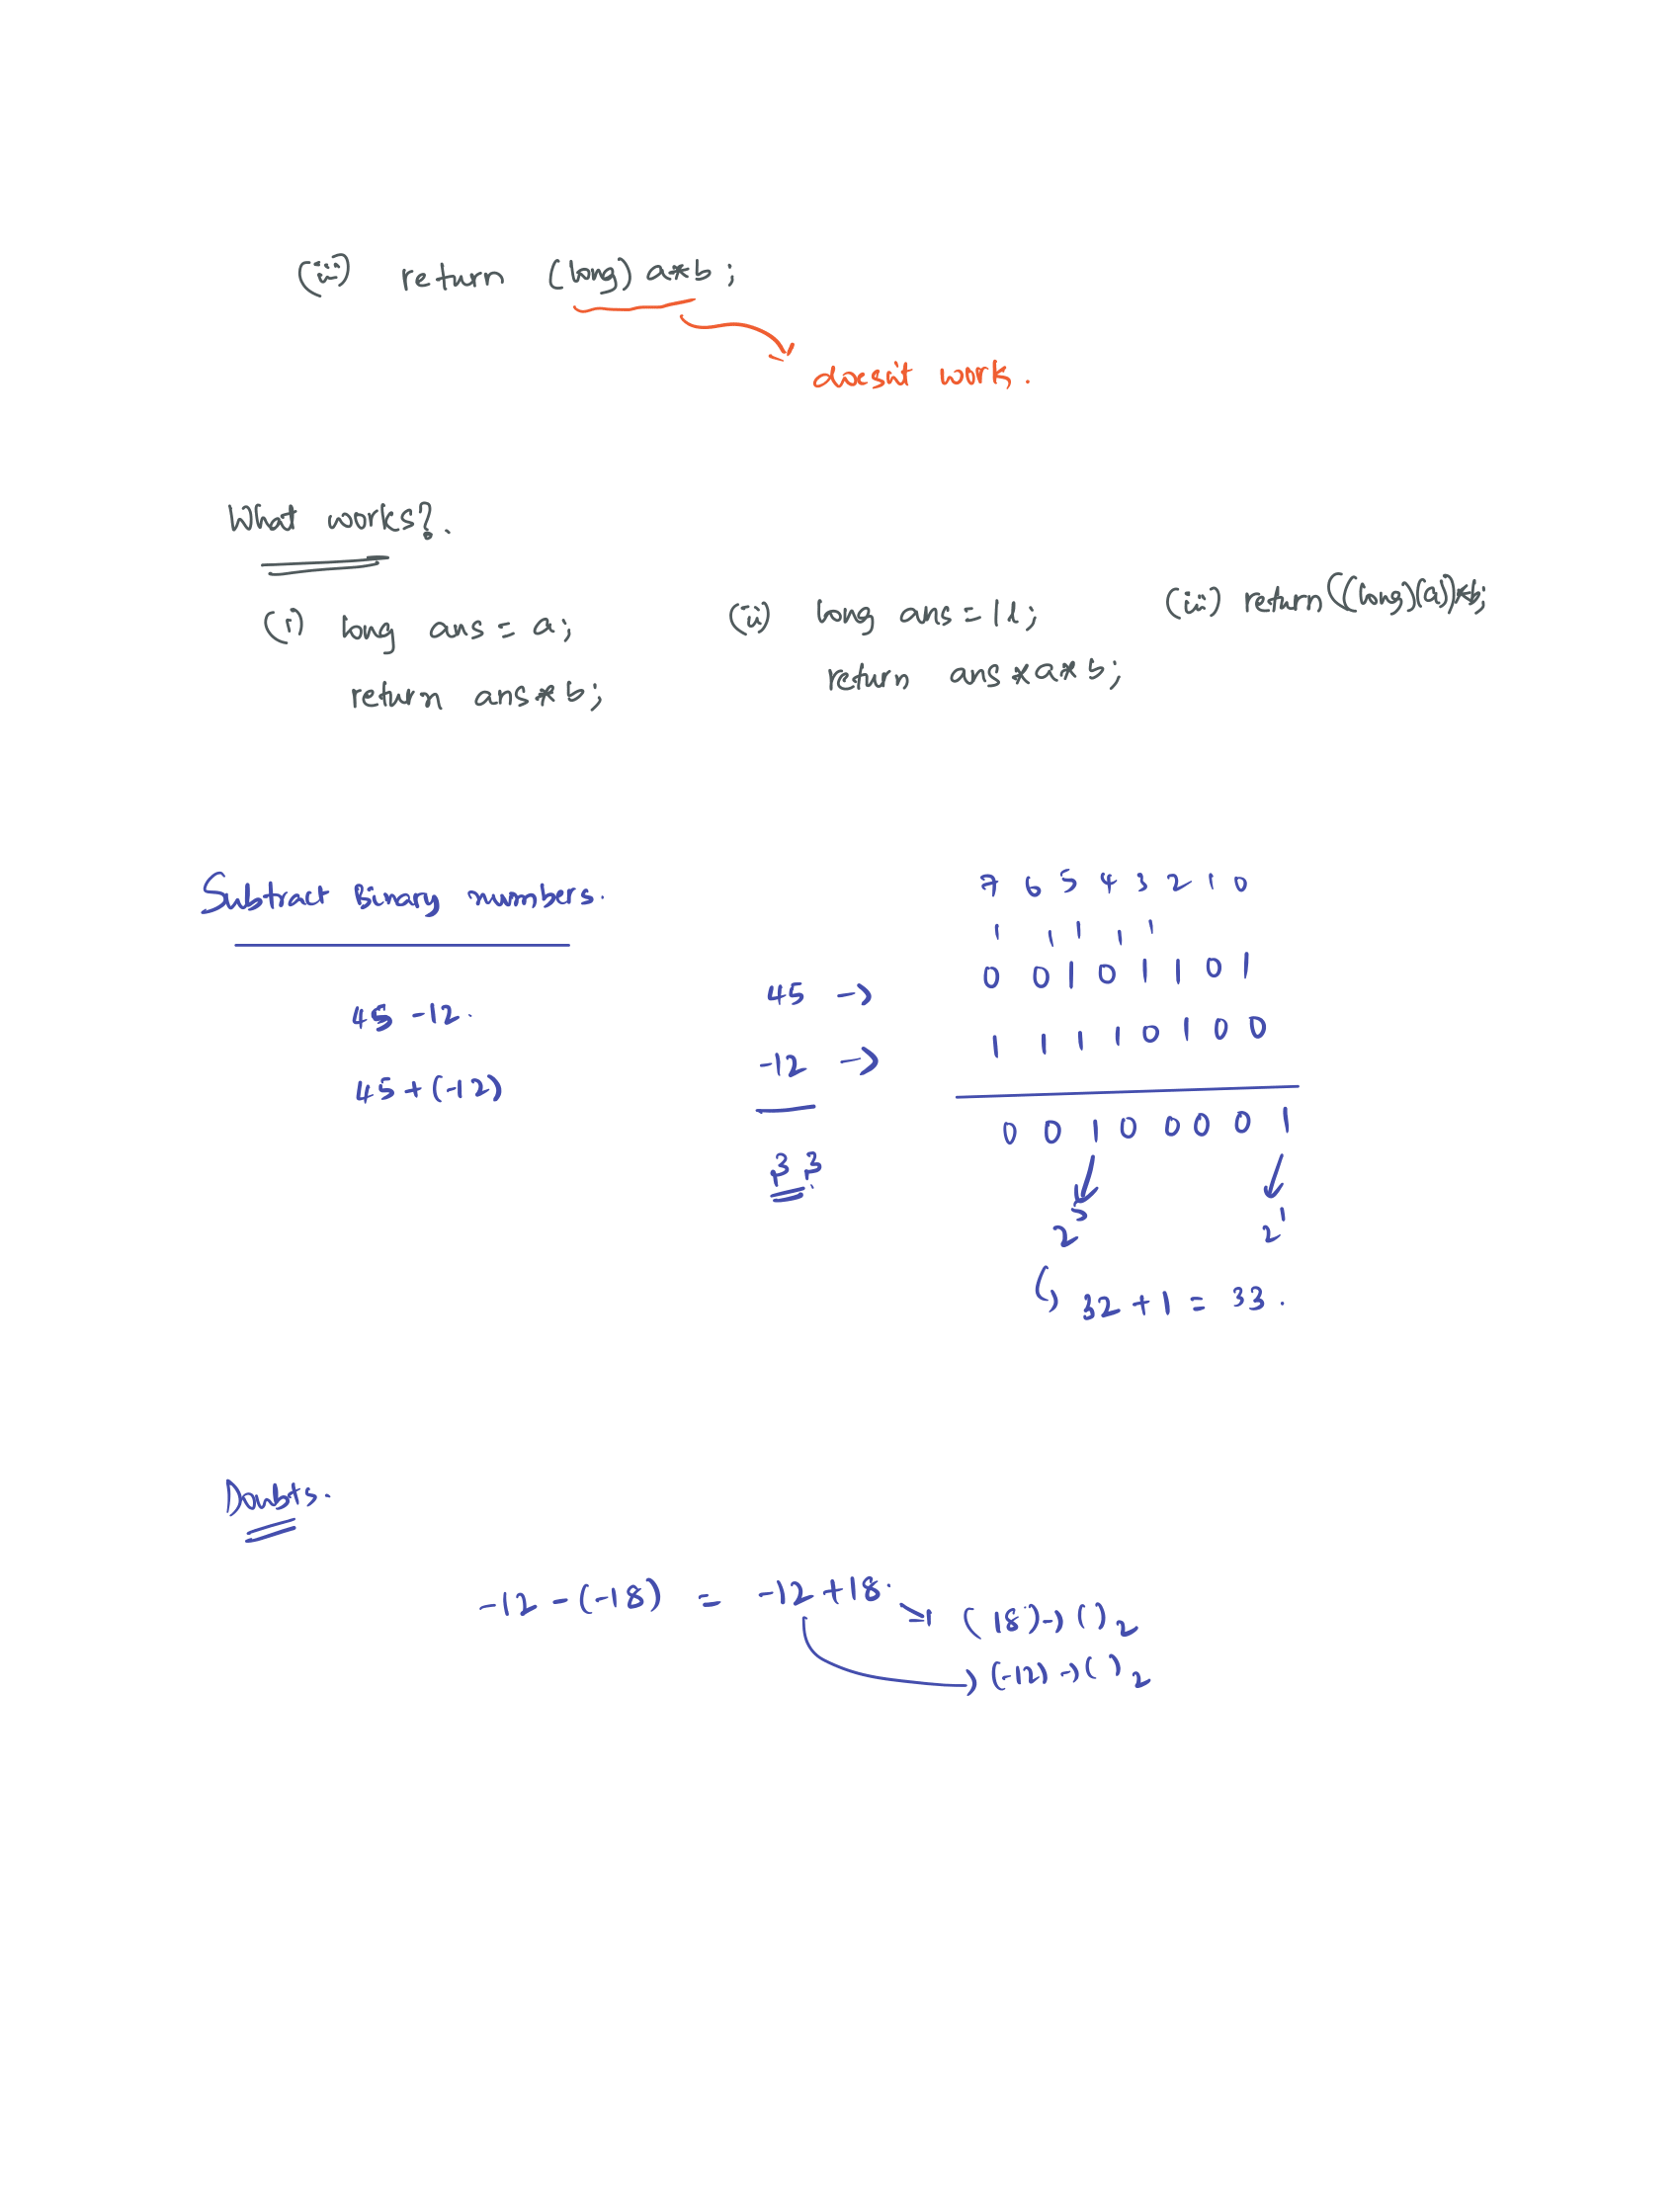 (iii) return (long) a*b;
doesn't work.
What works?.
(i) long ans = a;
return ans*b;
(ii) long ans = 1l;
return ans*a*b;
(iii) return ((long)(a))*b;
Subtract Binary numbers.
45 -12.
45+(-12)
7 6 5 4 3 2 1 0
1 1 1 1 1
45 -> 0 0 1 0 1 1 0 1
-12 -> 1 1 1 1 0 1 0 0
33 0 0 1 0 0 0 0 1
2^5 2^1
32 + 1 = 33.
Doubts.
-12 - (-18) = -12 +18.
(18) -> ( )2
(-12) -> ( )2